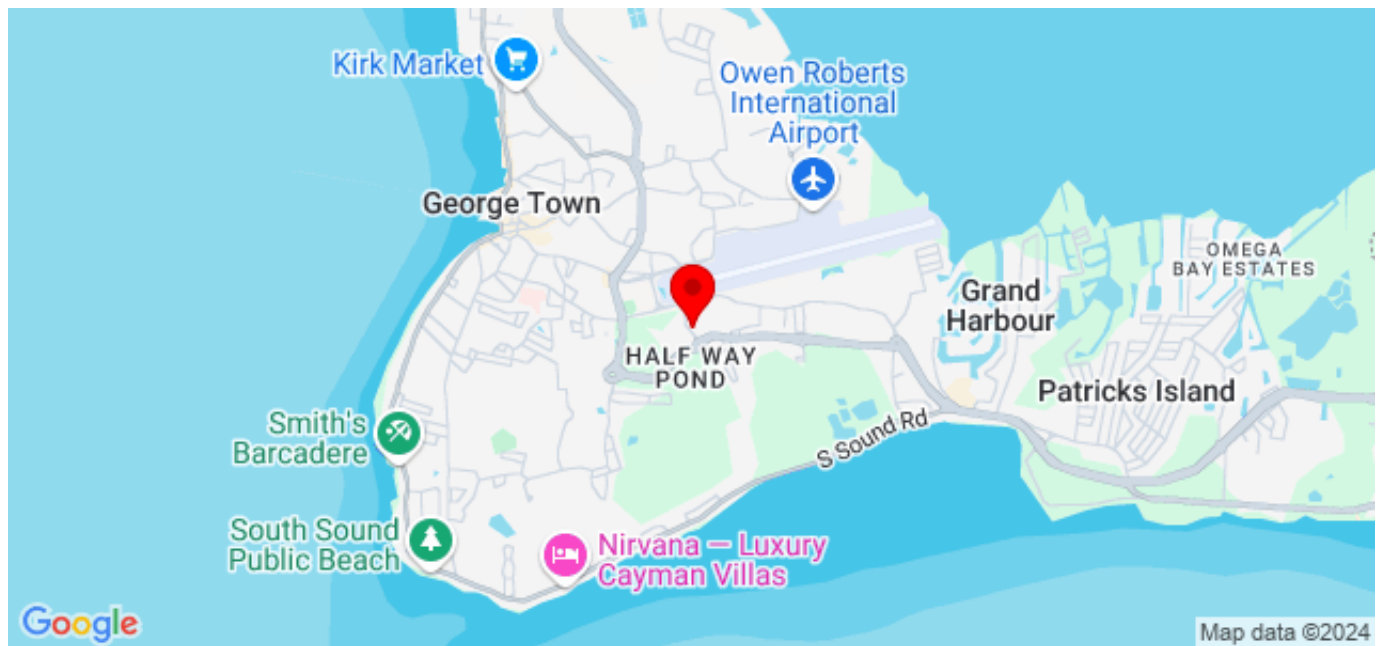 Kirk Market
Owen Roberts
International
Airport
George Town
OMEGA
BAY ESTATES
Grand
Harbour
HALF WAY
POND
Patricks Island
Smith's
Barcadere
S Sound Rd
South Sound
Public Beach
Nirvana — Luxury
Cayman Villas
Google
Map data ©2024